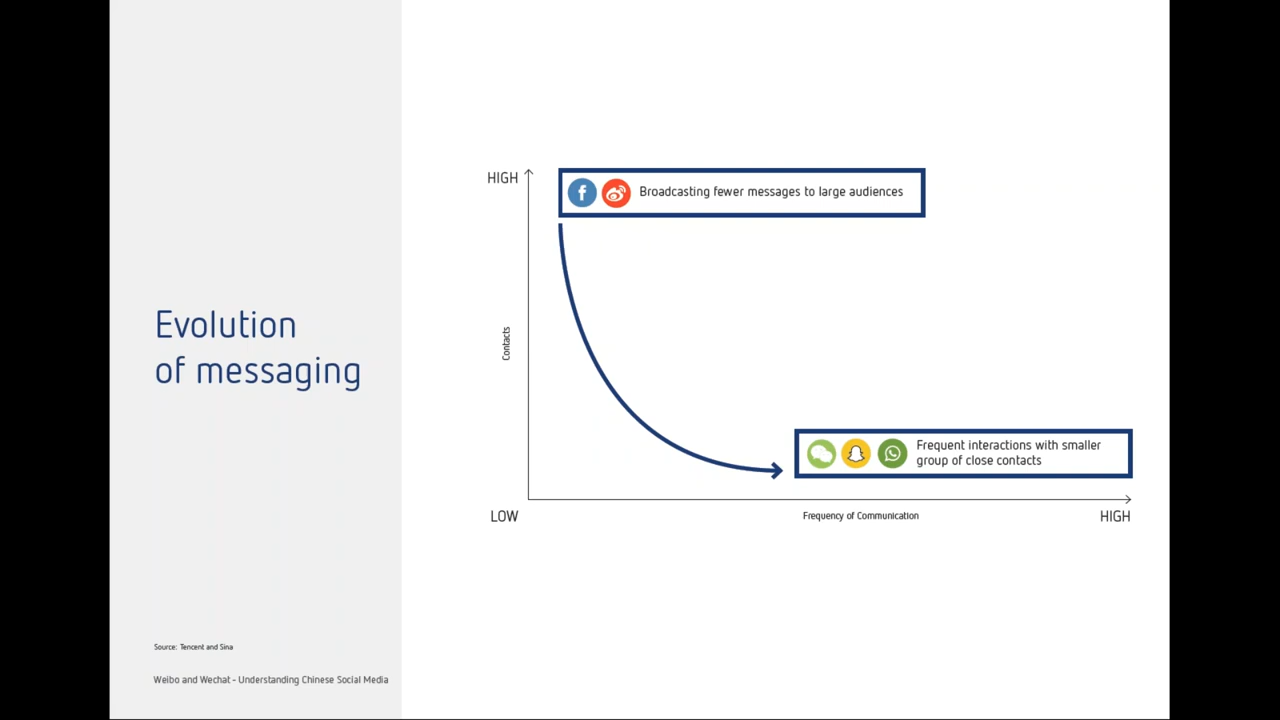 Evolution
of messaging
Source: Tencent and Sina
Weibo and Wechat - Understanding Chinese Social Media
HIGH
f Broadcasting fewer messages to large audiences
Contacts
Frequent interactions with smaller
group of close contacts
LOW
Frequency of Communication
HIGH